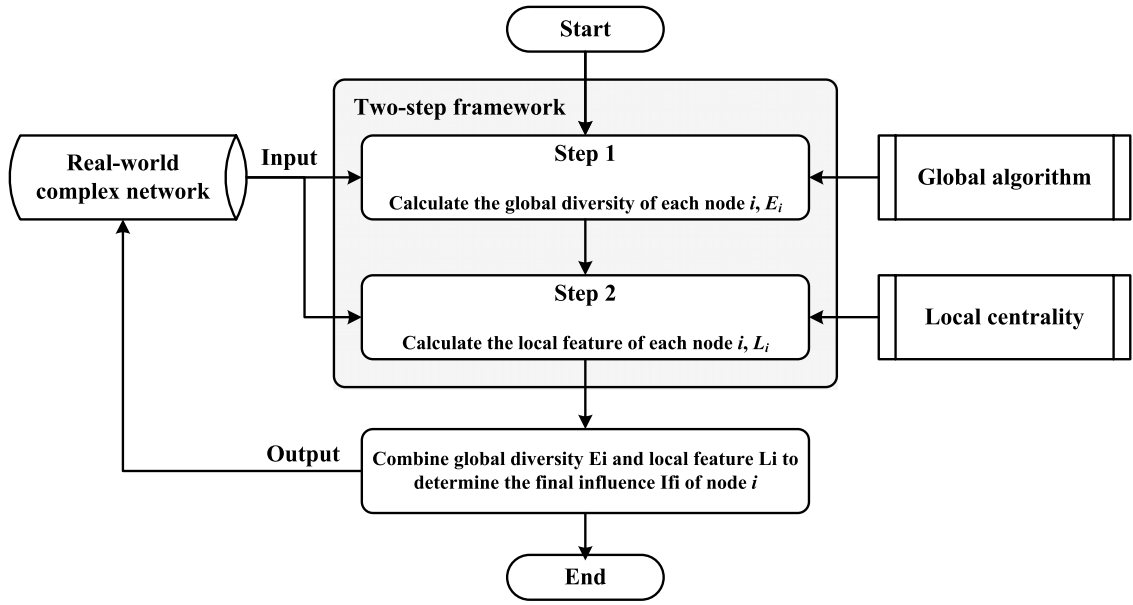 Start
Two-step framework
Real-world
complex network
Input
Step 1
Calculate the global diversity of each node i, Ei
Global algorithm
Step 2
Calculate the local feature of each node i, Li
Local centrality
Output
Combine global diversity Ei and local feature Li to
determine the final influence Ifi of node i
End